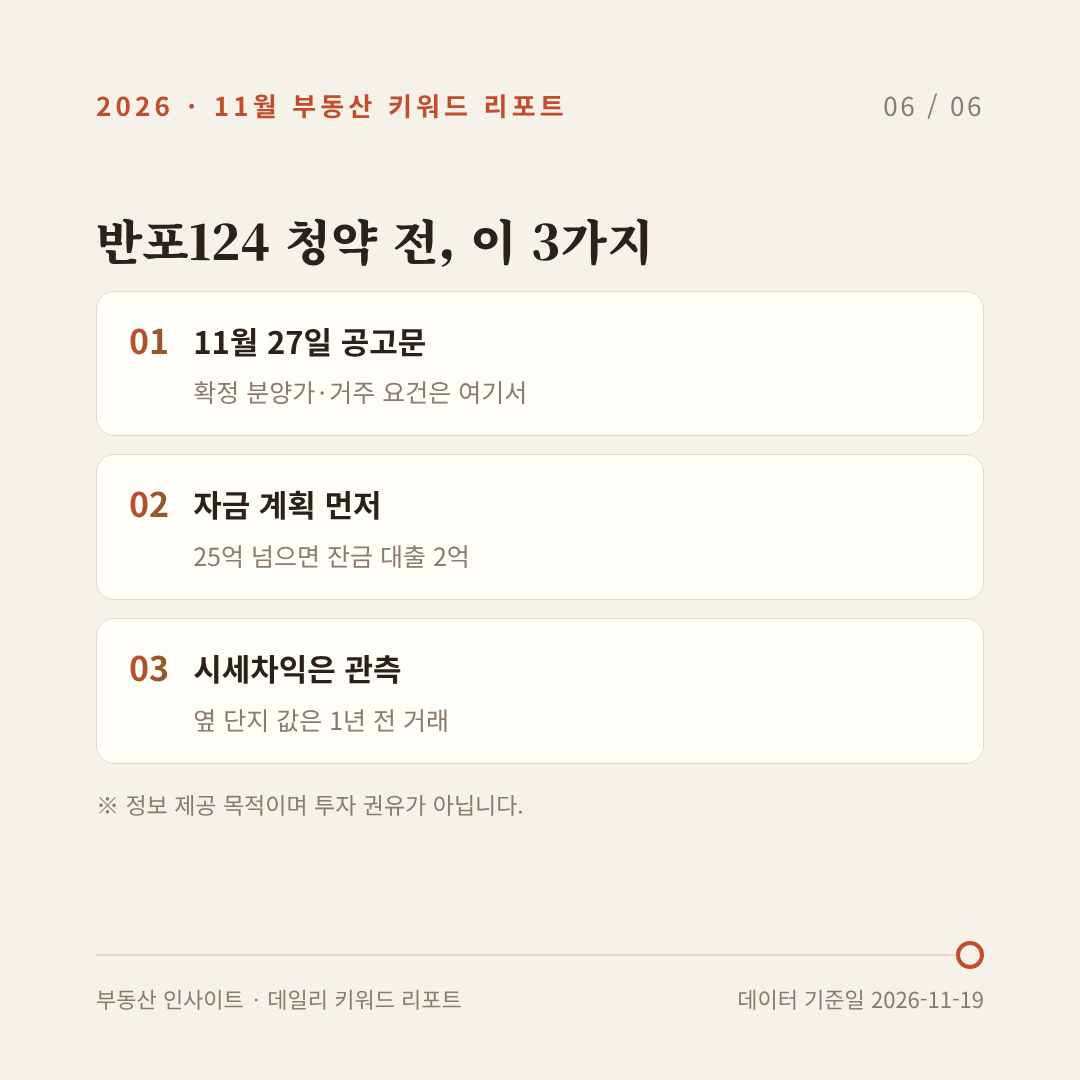 2026 · 11월 부동산 키워드 리포트
06 / 06
반포124 청약 전, 이 3가지
01 11월 27일 공고문
확정 분양가·거주 요건은 여기서
02 자금 계획 먼저
25억 넘으면 잔금 대출 2억
03 시세차익은 관측
옆 단지 값은 1년 전 거래
※ 정보 제공 목적이며 투자 권유가 아닙니다.
부동산 인사이트 · 데일리 키워드 리포트
데이터 기준일 2026-11-19